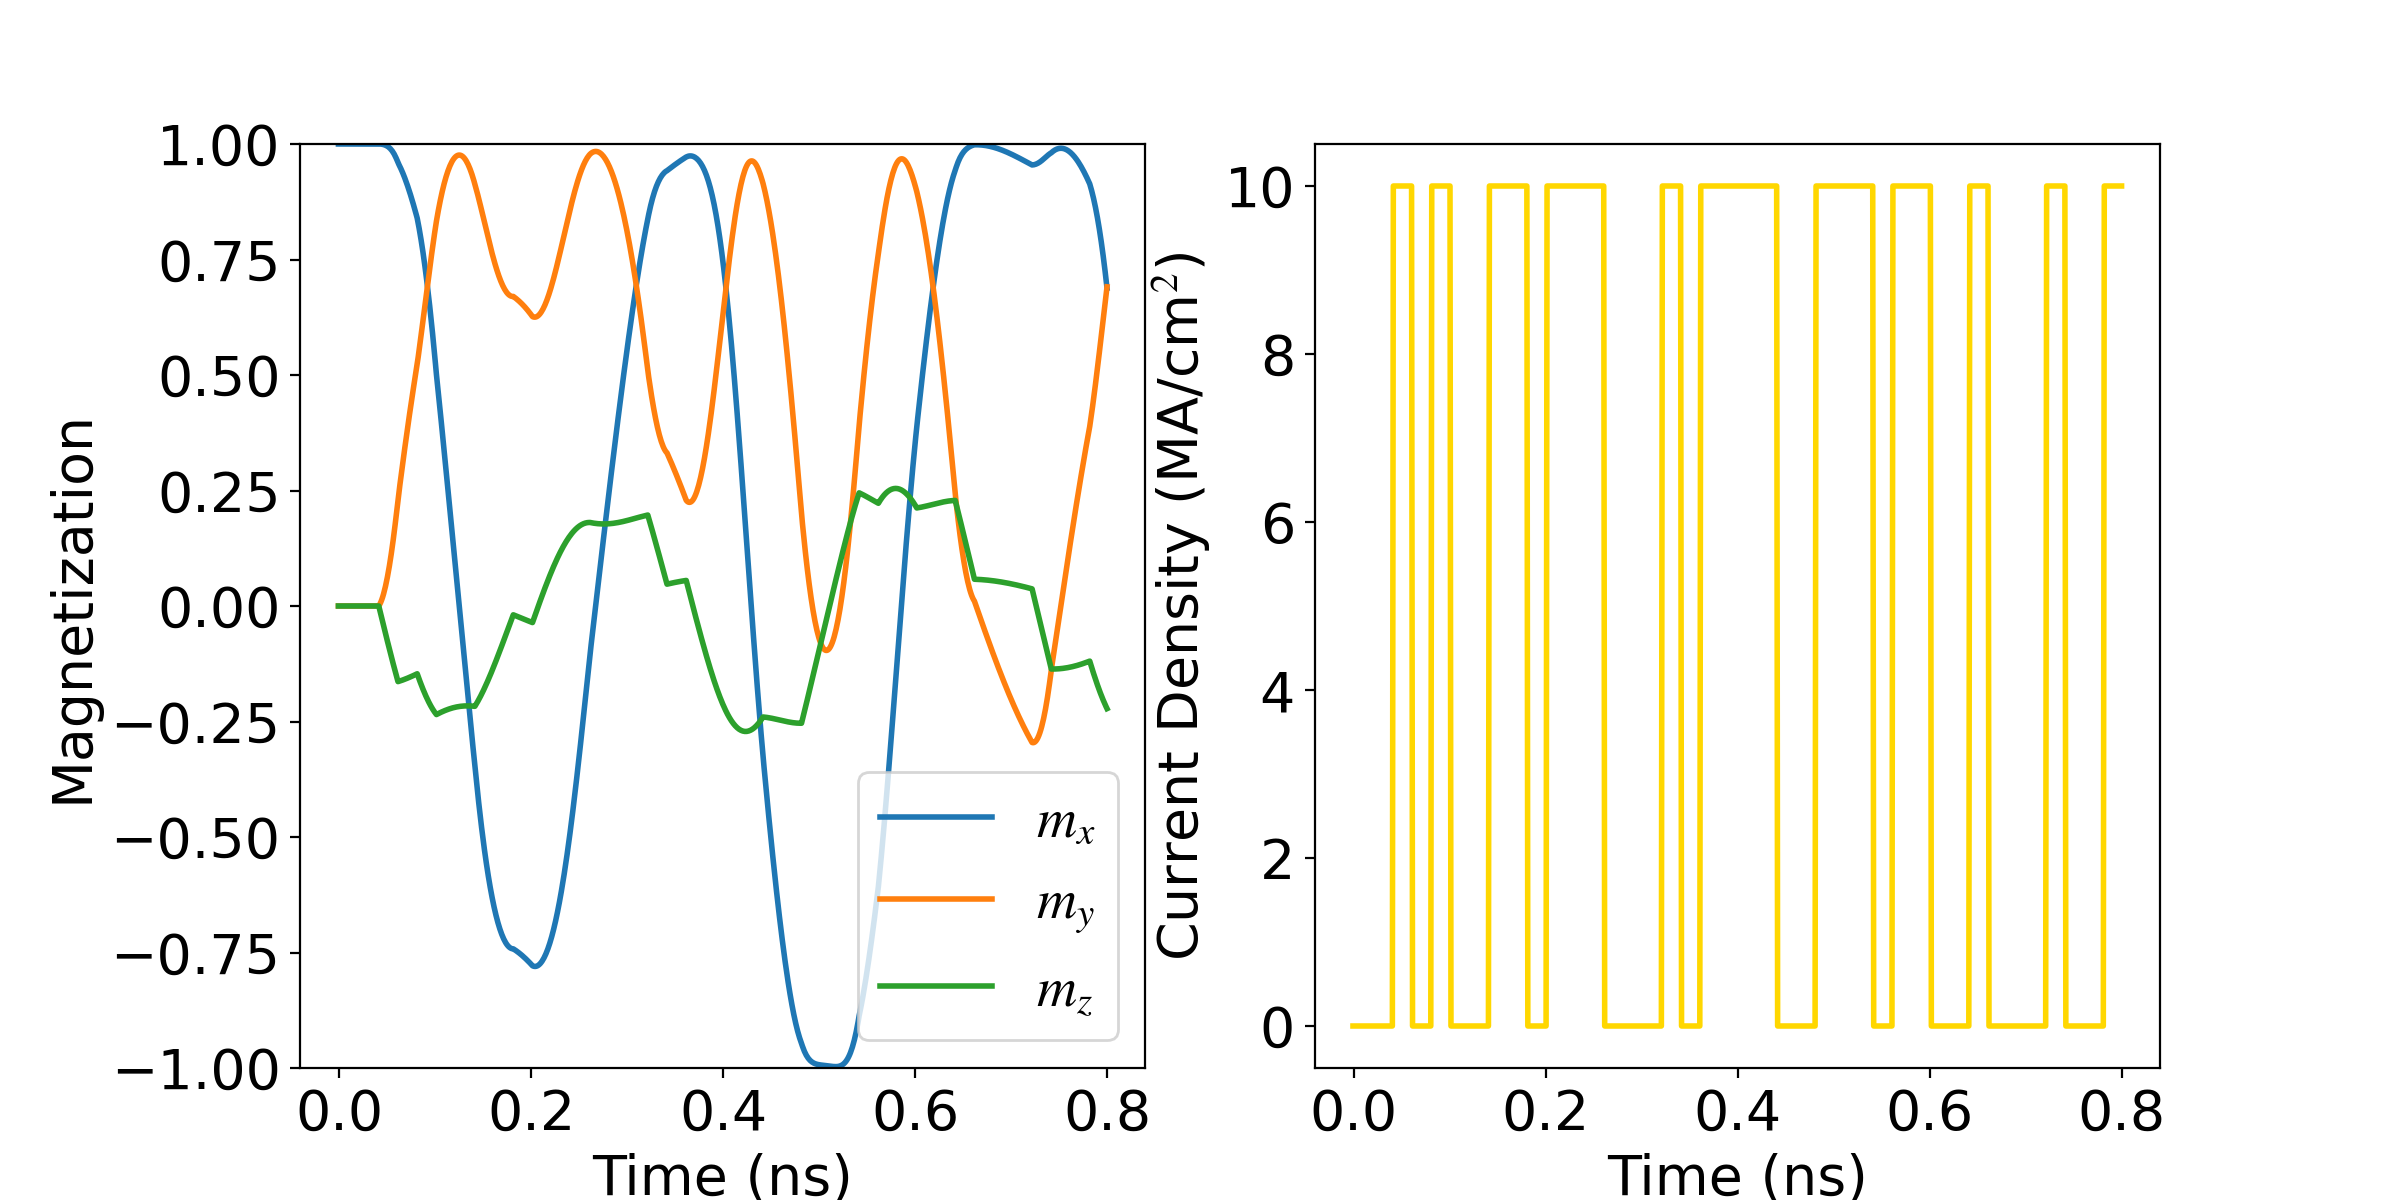 1.00
0.75
0.50
0.25
0.00
−0.25
−0.50
−0.75
−1.00
Magnetization
0.0 0.2 0.4 0.6 0.8
Time (ns)
m_x
m_y
m_z
10
8
6
4
2
0
Current Density (MA/cm²)
0.0 0.2 0.4 0.6 0.8
Time (ns)